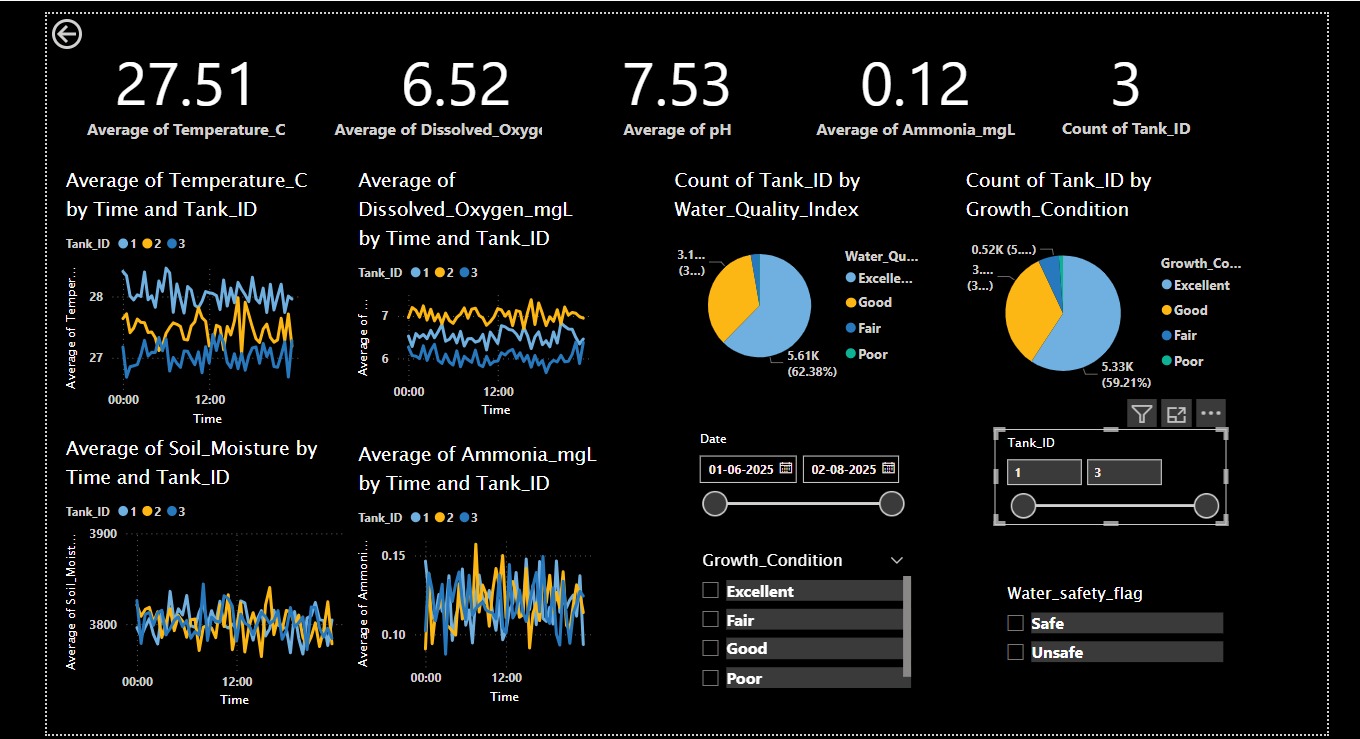 27.51
Average of Temperature_C
6.52
Average of Dissolved_Oxyge
7.53
Average of pH
0.12
Average of Ammonia_mgL
3
Count of Tank_ID
Average of Temperature_C
by Time and Tank_ID
Tank_ID 1 2 3
Average of Temper...
28
27
00:00 12:00
Time
Average of
Dissolved_Oxygen_mgL
by Time and Tank_ID
Tank_ID 1 2 3
Average of...
7
6
00:00 12:00
Time
Count of Tank_ID by
Water_Quality_Index
3.1...
(3...)
5.61K
(62.38%)
Water_Qu...
Excelle...
Good
Fair
Poor
Count of Tank_ID by
Growth_Condition
0.52K (5....)
3....
(3...)
5.33K
(59.21%)
Growth_Co...
Excellent
Good
Fair
Poor
Average of Soil_Moisture by
Time and Tank_ID
Tank_ID 1 2 3
Average of Soil_Moist...
3900
3800
00:00 12:00
Time
Average of Ammonia_mgL
by Time and Tank_ID
Tank_ID 1 2 3
Average of Ammoni...
0.15
0.10
00:00 12:00
Time
Date
01-06-2025 02-08-2025
Tank_ID
1 3
Growth_Condition
Excellent
Fair
Good
Poor
Water_safety_flag
Safe
Unsafe